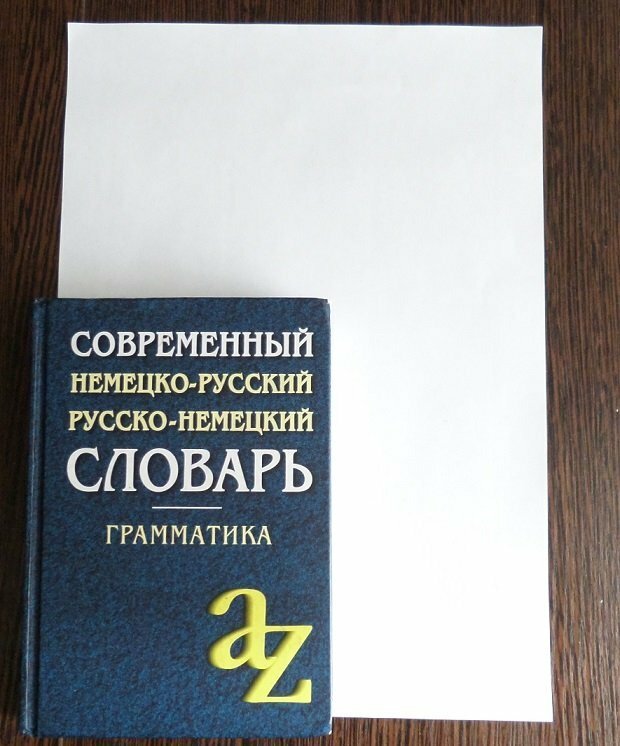 СОВРЕМЕННЫЙ
НЕМЕЦКО-РУССКИЙ
РУССКО-НЕМЕЦКИЙ
СЛОВАРЬ
ГРАММАТИКА
az